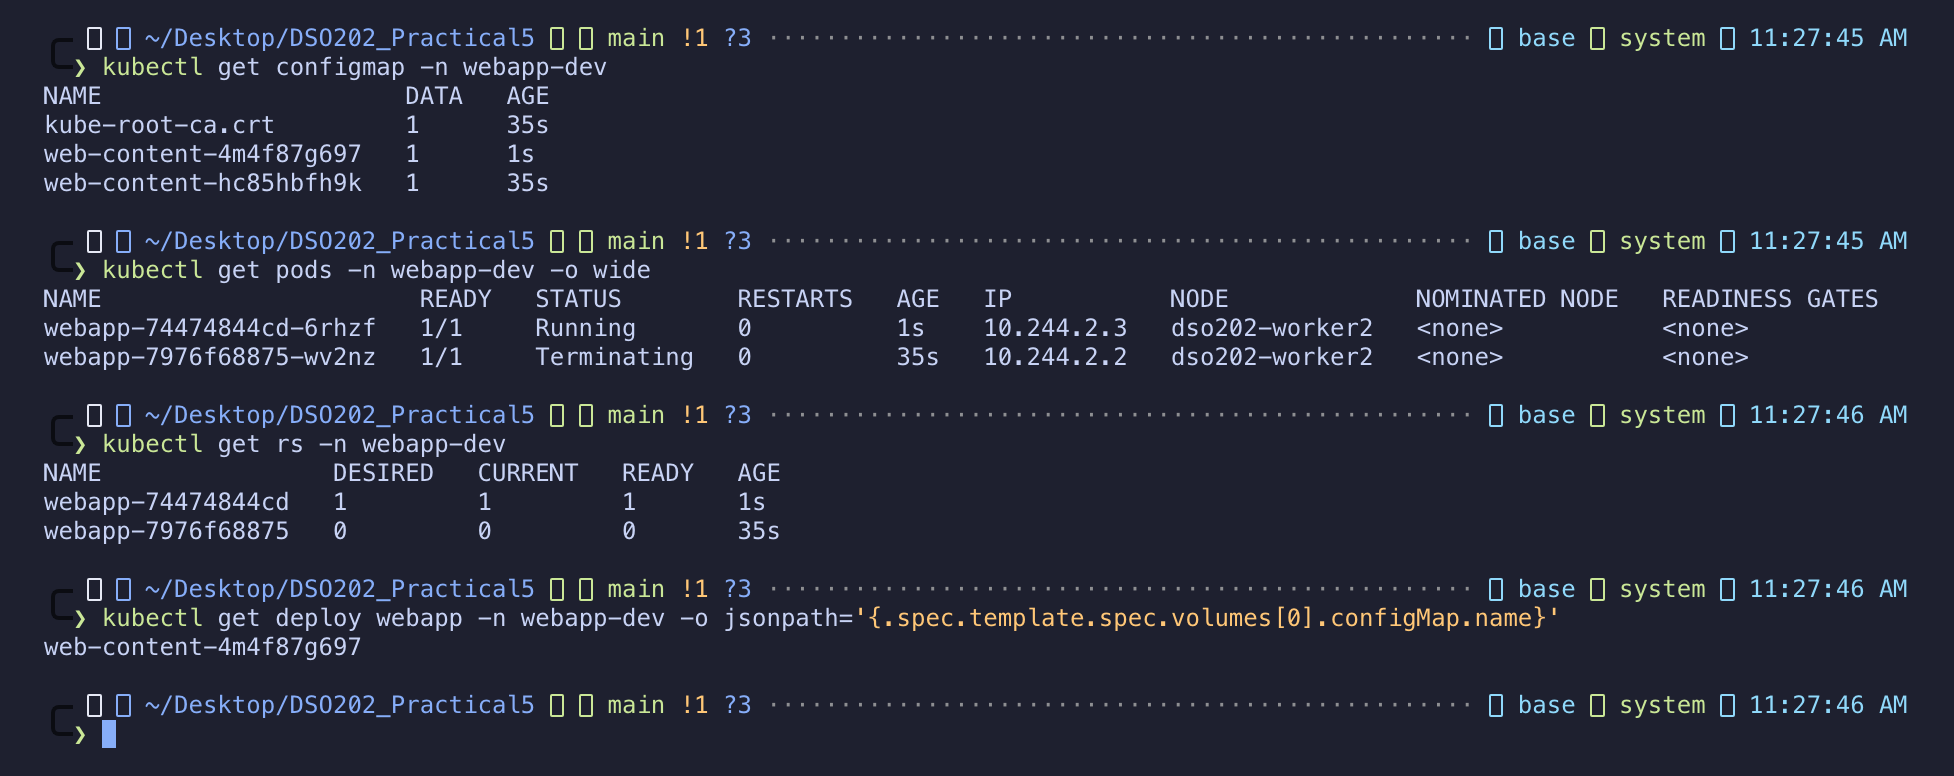 ~/Desktop/DSO202_Practical5 main !1 ?3 base system 11:27:45 AM
❯ kubectl get configmap -n webapp-dev
NAME DATA AGE
kube-root-ca.crt 1 35s
web-content-4m4f87g697 1 1s
web-content-hc85hbfh9k 1 35s
~/Desktop/DSO202_Practical5 main !1 ?3 base system 11:27:45 AM
❯ kubectl get pods -n webapp-dev -o wide
NAME READY STATUS RESTARTS AGE IP NODE NOMINATED NODE READINESS GATES
webapp-74474844cd-6rhzf 1/1 Running 0 1s 10.244.2.3 dso202-worker2 <none> <none>
webapp-7976f68875-wv2nz 1/1 Terminating 0 35s 10.244.2.2 dso202-worker2 <none> <none>
~/Desktop/DSO202_Practical5 main !1 ?3 base system 11:27:46 AM
❯ kubectl get rs -n webapp-dev
NAME DESIRED CURRENT READY AGE
webapp-74474844cd 1 1 1 1s
webapp-7976f68875 0 0 0 35s
~/Desktop/DSO202_Practical5 main !1 ?3 base system 11:27:46 AM
❯ kubectl get deploy webapp -n webapp-dev -o jsonpath='{.spec.template.spec.volumes[0].configMap.name}'
web-content-4m4f87g697
~/Desktop/DSO202_Practical5 main !1 ?3 base system 11:27:46 AM
❯